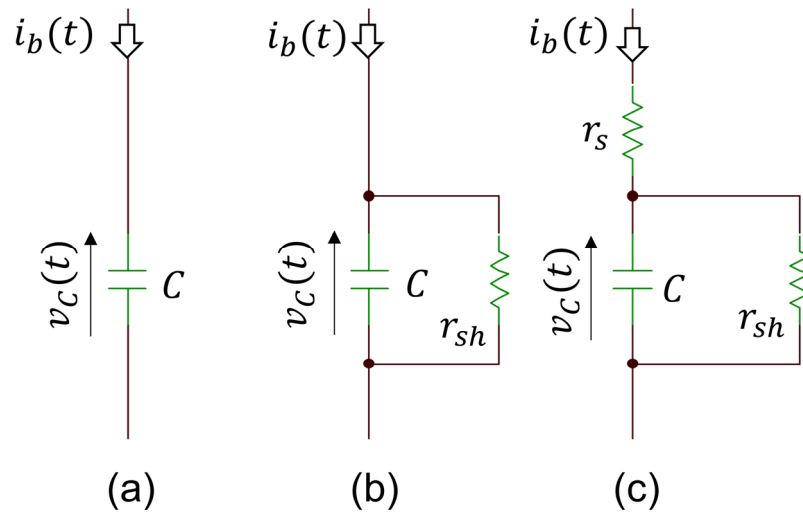 i_b(t) i_b(t) i_b(t)
r_s
v_C(t) C v_C(t) C r_sh v_C(t) C r_sh
(a) (b) (c)